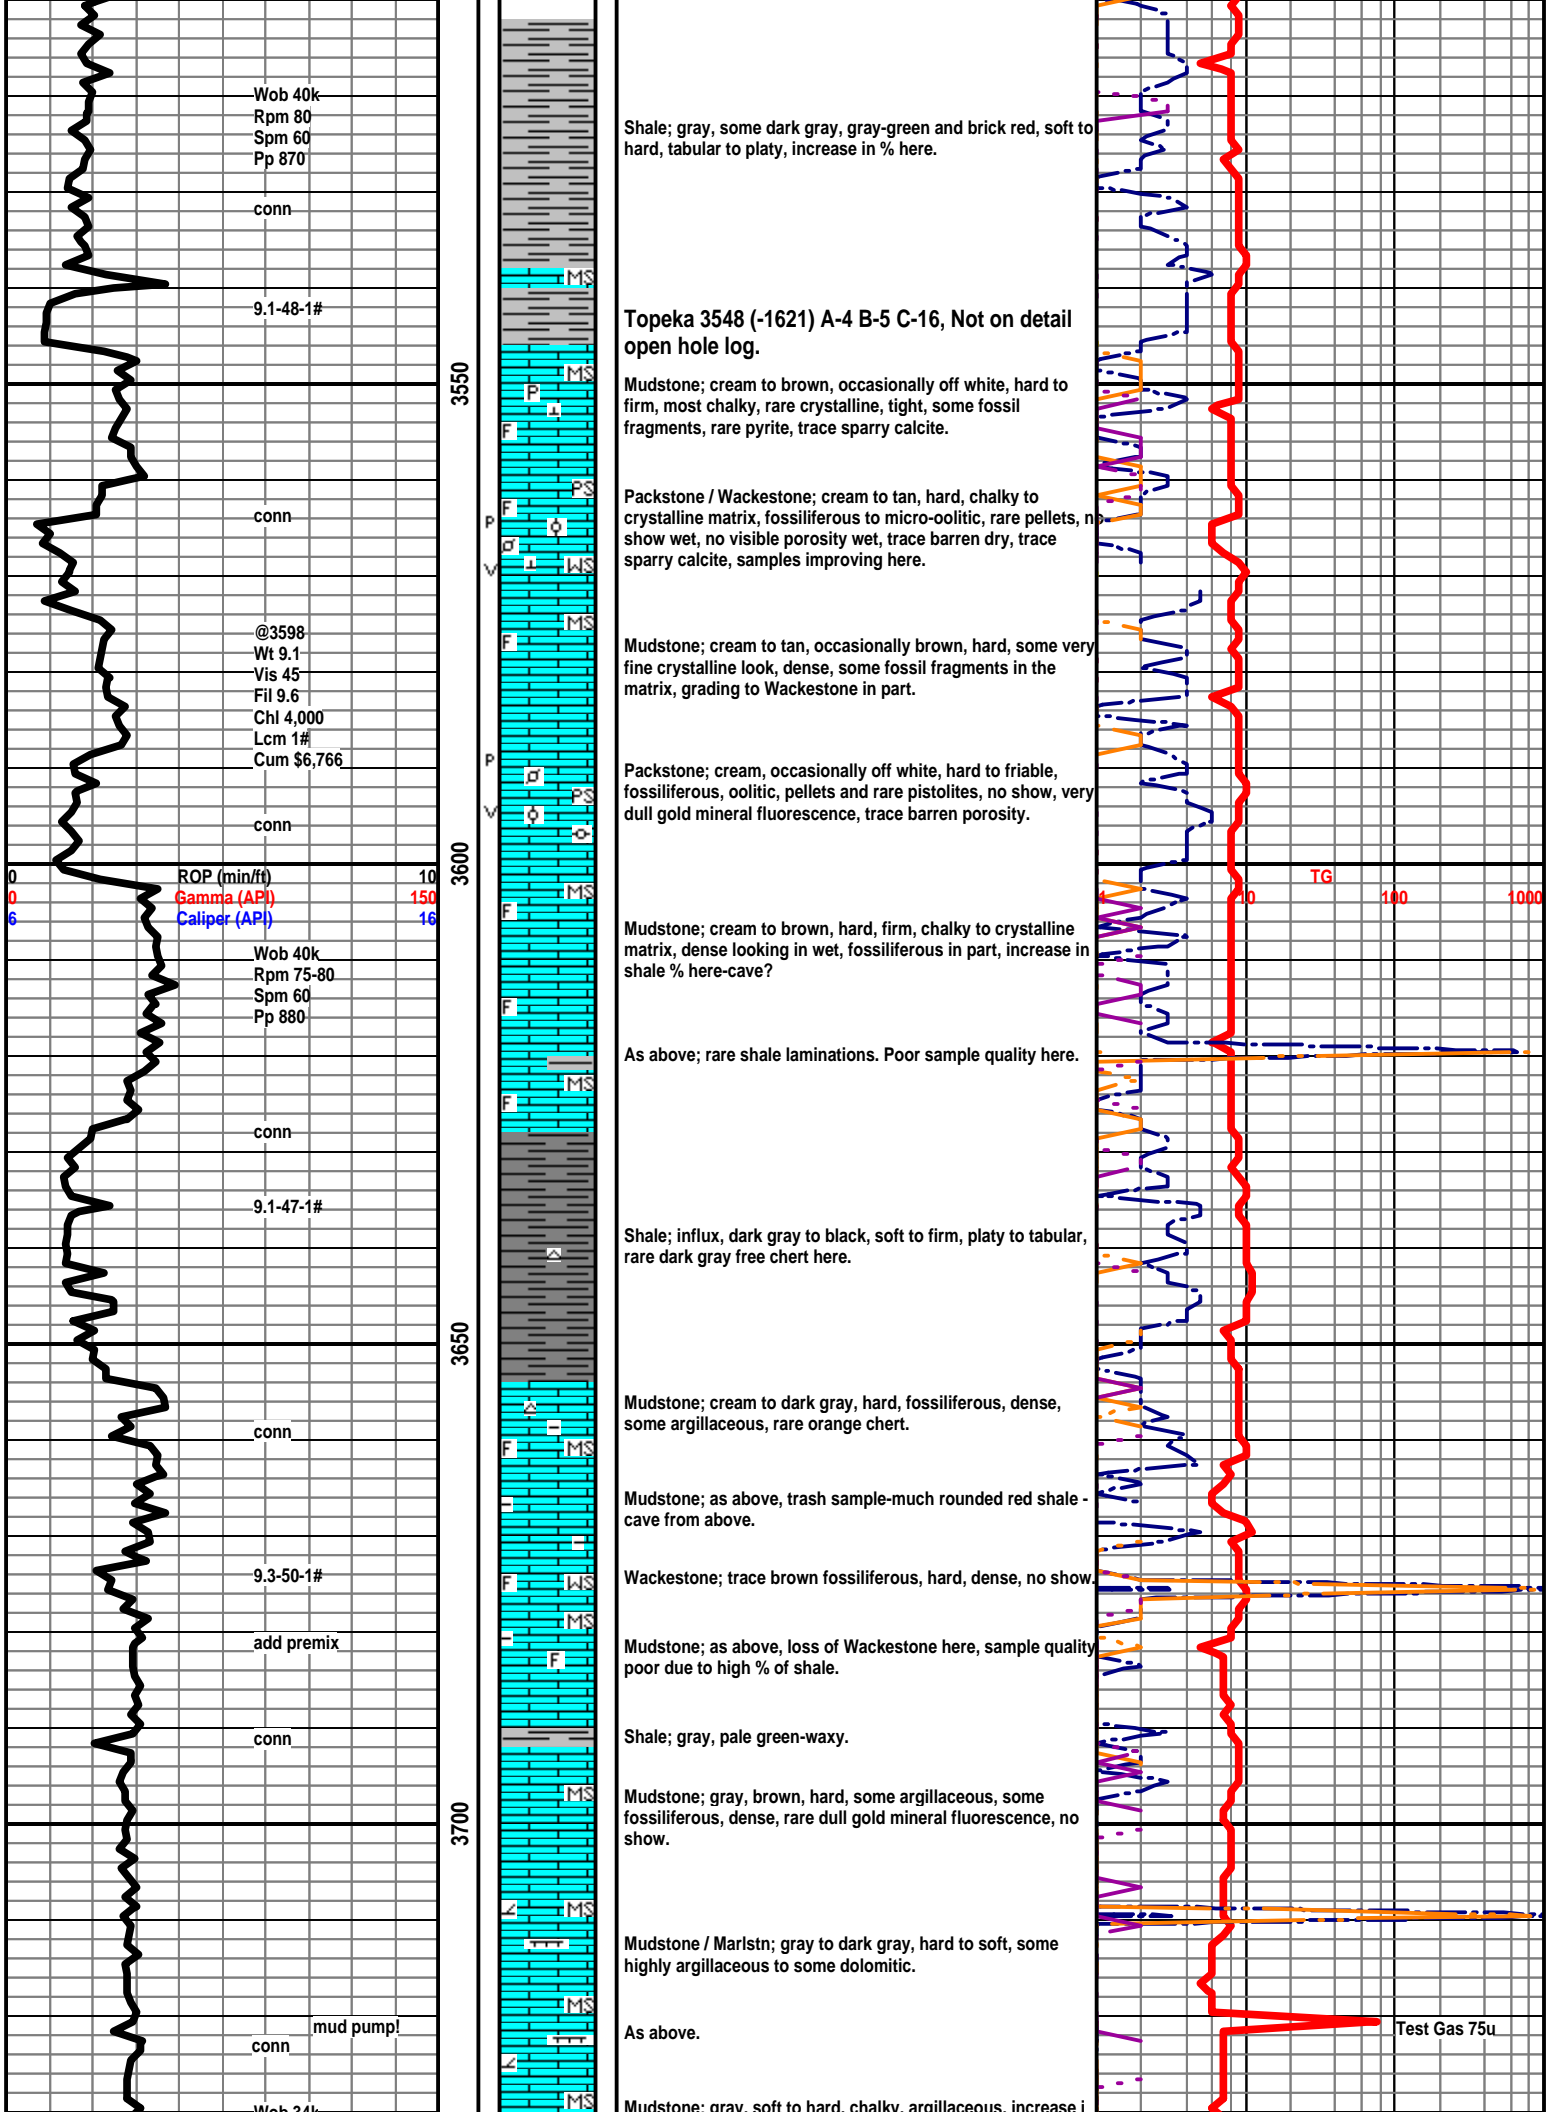 Wob 40k
Rpm 80
Spm 60
Pp 870
Shale; gray, some dark gray, gray-green and brick red, soft to
hard, tabular to platy, increase in % here.
conn
MS
9.1-48-1#
Topeka 3548 (-1621) A-4 B-5 C-16, Not on detail
open hole log.
3550
MS
P
F
Mudstone; cream to brown, occasionally off white, hard to
firm, most chalky, rare crystalline, tight, some fossil
fragments, rare pyrite, trace sparry calcite.
PS
F
conn
P
V
WS
Packstone / Wackestone; cream to tan, hard, chalky to
crystalline matrix, fossiliferous to micro-oolitic, rare pellets, no
show wet, no visible porosity wet, trace barren dry, trace
sparry calcite, samples improving here.
MS
F
@3598
Wt 9.1
Vis 45
Fil 9.6
Chl 4,000
Lcm 1#
Cum $6,766
Mudstone; cream to tan, occasionally brown, hard, some very
fine crystalline look, dense, some fossil fragments in the
matrix, grading to Wackestone in part.
P
PS
V
Packstone; cream, occasionally off white, hard to friable,
fossiliferous, oolitic, pellets and rare pistolites, no show, very
dull gold mineral fluorescence, trace barren porosity.
conn
3600
0 ROP (min/ft) 10
0 Gamma (API) 150
6 Caliper (API) 16
TG
1 10 100 1000
MS
F
Mudstone; cream to brown, hard, firm, chalky to crystalline
matrix, dense looking in wet, fossiliferous in part, increase in
shale % here-cave?
Wob 40k
Rpm 75-80
Spm 60
Pp 880
F
As above; rare shale laminations. Poor sample quality here.
MS
F
conn
9.1-47-1#
Shale; influx, dark gray to black, soft to firm, platy to tabular,
rare dark gray free chert here.
3650
Mudstone; cream to dark gray, hard, fossiliferous, dense,
some argillaceous, rare orange chert.
conn
F MS
Mudstone; as above, trash sample-much rounded red shale -
cave from above.
9.3-50-1#
F WS
Wackestone; trace brown fossiliferous, hard, dense, no show.
MS
add premix
F
Mudstone; as above, loss of Wackestone here, sample quality
poor due to high % of shale.
conn
Shale; gray, pale green-waxy.
MS
3700
Mudstone; gray, brown, hard, some argillaceous, some
fossiliferous, dense, rare dull gold mineral fluorescence, no
show.
MS
Mudstone / Marlstn; gray to dark gray, hard to soft, some
highly argillaceous to some dolomitic.
MS
mud pump!
conn
As above.
Test Gas 75u
MS
Wob 34k
Mudstone; gray, soft to hard, chalky, argillaceous, increase i